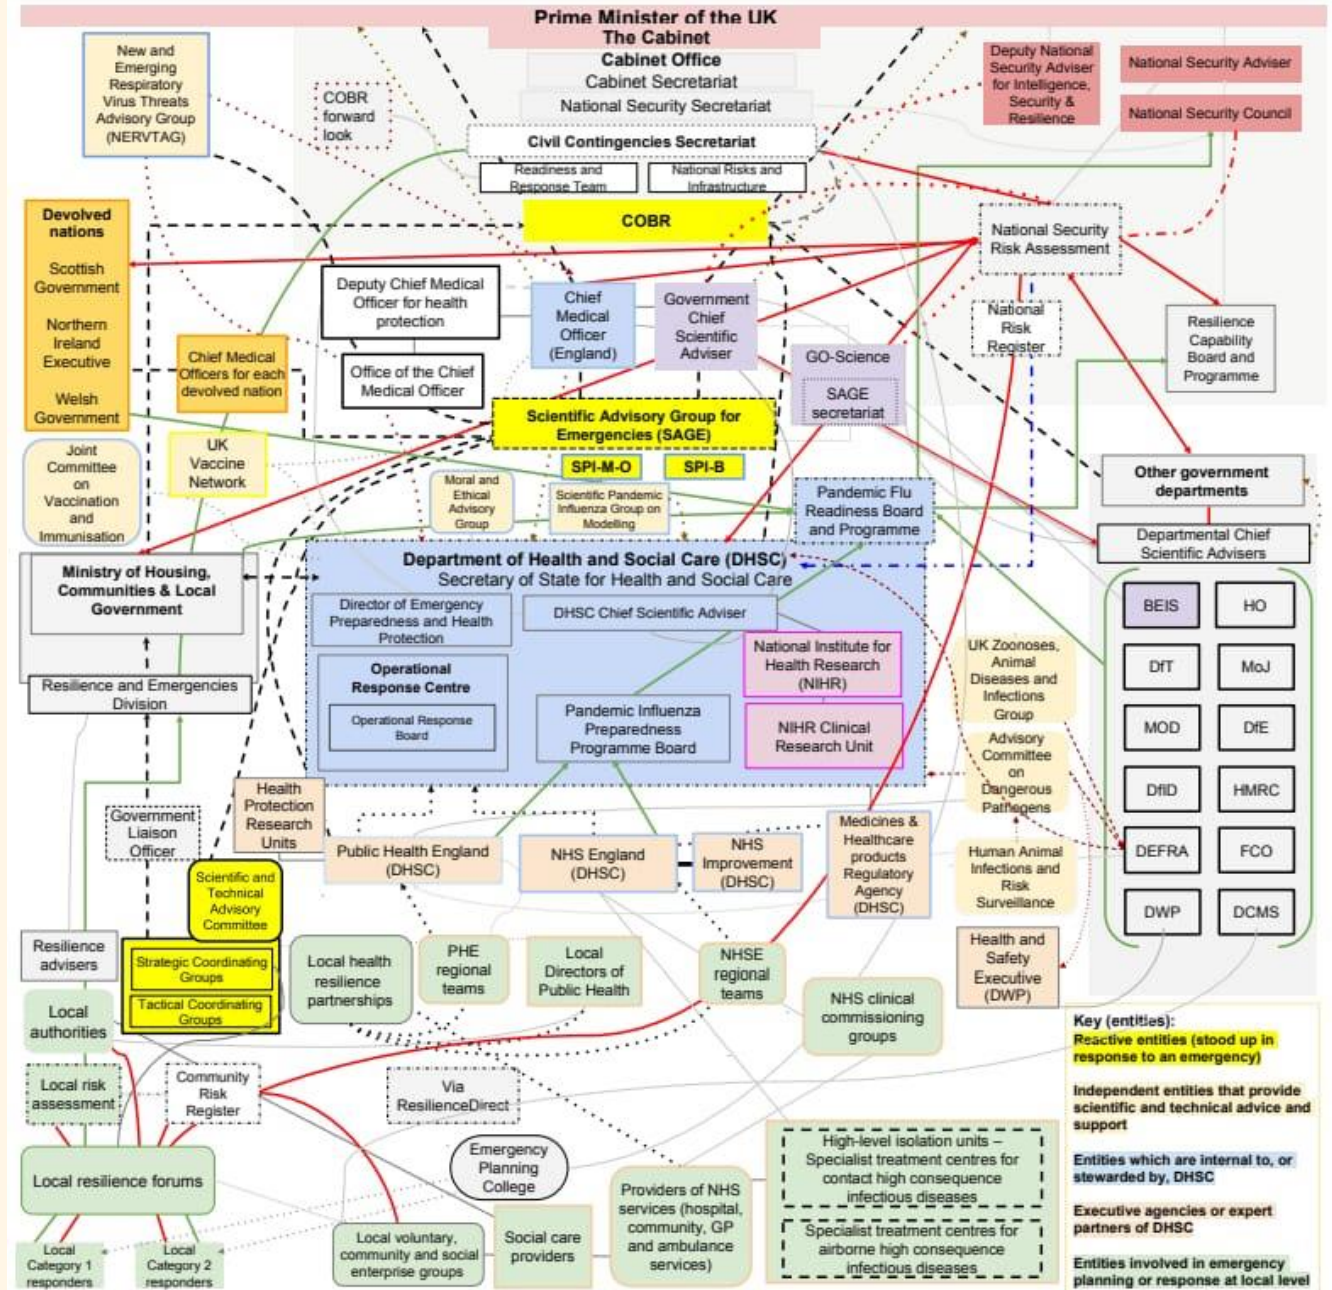 Prime Minister of the UK
The Cabinet
Cabinet Office
Cabinet Secretariat
National Security Secretariat
Civil Contingencies Secretariat
Readiness and
Response Team
National Risks and
Infrastructure
COBR
New and
Emerging
Respiratory
Virus Threats
Advisory Group
(NERVTAG)
COBR
forward
look
Deputy National
Security Adviser
for Intelligence,
Security &
Resilience
National Security Adviser
National Security Council
Devolved
nations
Scottish
Government
Northern
Ireland
Executive
Welsh
Government
Deputy Chief Medical
Officer for health
protection
Chief
Medical
Officer
(England)
Government
Chief
Scientific
Adviser
National Security
Risk Assessment
National
Risk
Register
Resilience
Capability
Board and
Programme
Chief Medical
Officers for each
devolved nation
Office of the Chief
Medical Officer
GO-Science
SAGE
secretariat
Scientific Advisory Group for
Emergencies (SAGE)
SPI-M-O
SPI-B
Joint
Committee
on
Vaccination
and
Immunisation
UK
Vaccine
Network
Moral and
Ethical
Advisory
Group
Scientific Pandemic
Influenza Group on
Modelling
Pandemic Flu
Readiness Board
and Programme
Other government
departments
Departmental Chief
Scientific Advisers
Ministry of Housing,
Communities & Local
Government
Resilience and Emergencies
Division
Department of Health and Social Care (DHSC)
Secretary of State for Health and Social Care
Director of Emergency
Preparedness and Health
Protection
DHSC Chief Scientific Adviser
Operational
Response Centre
Operational Response
Board
National Institute for
Health Research
(NIHR)
NIHR Clinical
Research Unit
Pandemic Influenza
Preparedness
Programme Board
UK Zoonoses,
Animal
Diseases and
Infections
Group
Advisory
Committee
on
Dangerous
Pathogens
Human Animal
Infections and
Risk
Surveillance
BEIS
HO
DfT
MoJ
MOD
DfE
DfID
HMRC
DEFRA
FCO
DWP
DCMS
Government
Liaison
Officer
Health
Protection
Research
Units
Public Health England
(DHSC)
NHS England
(DHSC)
NHS
Improvement
(DHSC)
Medicines &
Healthcare
products
Regulatory
Agency
(DHSC)
Scientific and
Technical
Advisory
Committee
Strategic Coordinating
Groups
Tactical Coordinating
Groups
Resilience
advisers
Local
authorities
Local health
resilience
partnerships
PHE
regional
teams
Local
Directors of
Public Health
NHSE
regional
teams
NHS clinical
commissioning
groups
Health and
Safety
Executive
(DWP)
Local risk
assessment
Community
Risk
Register
Via
ResilienceDirect
Emergency
Planning
College
Local resilience forums
Local
Category 1
responders
Local
Category 2
responders
Local voluntary,
community and social
enterprise groups
Social care
providers
Providers of NHS
services (hospital,
community, GP
and ambulance
services)
High-level isolation units –
Specialist treatment centres for
contact high consequence
infectious diseases
Specialist treatment centres for
airborne high consequence
infectious diseases
Key (entities):
Reactive entities (stood up in
response to an emergency)
Independent entities that provide
scientific and technical advice and
support
Entities which are internal to, or
stewarded by, DHSC
Executive agencies or expert
partners of DHSC
Entities involved in emergency
planning or response at local level